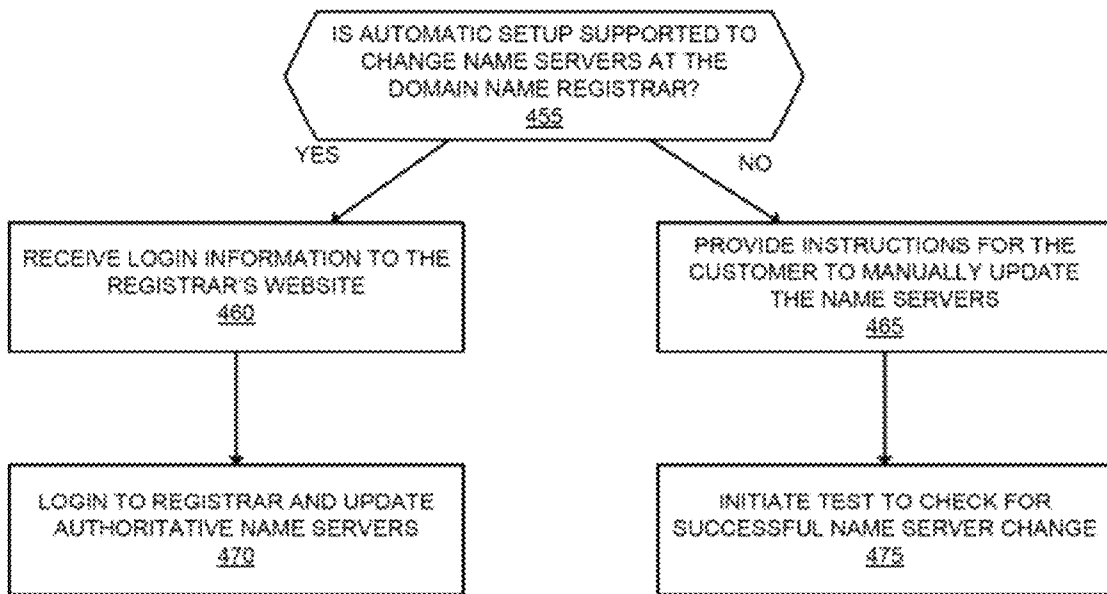 IS AUTOMATIC SETUP SUPPORTED TO
CHANGE NAME SERVERS AT THE
DOMAIN NAME REGISTRAR?
455
YES
NO
RECEIVE LOGIN INFORMATION TO THE
REGISTRAR'S WEBSITE
460
PROVIDE INSTRUCTIONS FOR THE
CUSTOMER TO MANUALLY UPDATE
THE NAME SERVERS
465
LOGIN TO REGISTRAR AND UPDATE
AUTHORITATIVE NAME SERVERS
470
INITIATE TEST TO CHECK FOR
SUCCESSFUL NAME SERVER CHANGE
475